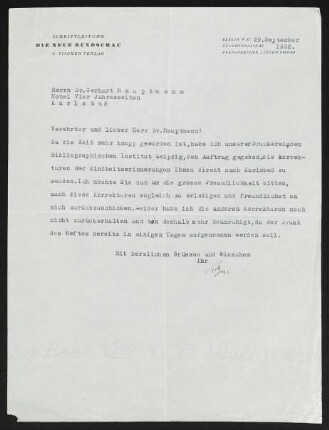 SCHRIFTLEITUNG
DIE NEUE RUNDSCHAU
S. FISCHER VERLAG
BERLIN W 57 29.September
1932.
Herrn Dr.Gerhart H a u p t m a n n
Hotel Vier Jahreszeiten
K a r l s b a d
Verehrter und lieber Herr Dr.Hauptmann!
Da die Zeit sehr knapp geworden ist,habe ich unserer Druckerei,dem
Bibliographischen Institut Leipzig,den Auftrag gegeben,die Korrek-
turen der Kindheitserinnerungen Ihnen direkt nach Karlsbad zu
senden.Ich möchte Sie nun um die grosse Freundlichkeit bitten,
auch diese Korrekturen sogleich zu erledigen und freundlichst an
mich zurückzuschicken.Leider habe ich die anderen Korrekturen noch
nicht zurückerhalten und bin deshalb sehr beunruhigt,da der Druck
des Heftes bereits in einigen Tagen aufgenommen werden soll.
Mit herzlichen Grüssen und Wünschen
Ihr